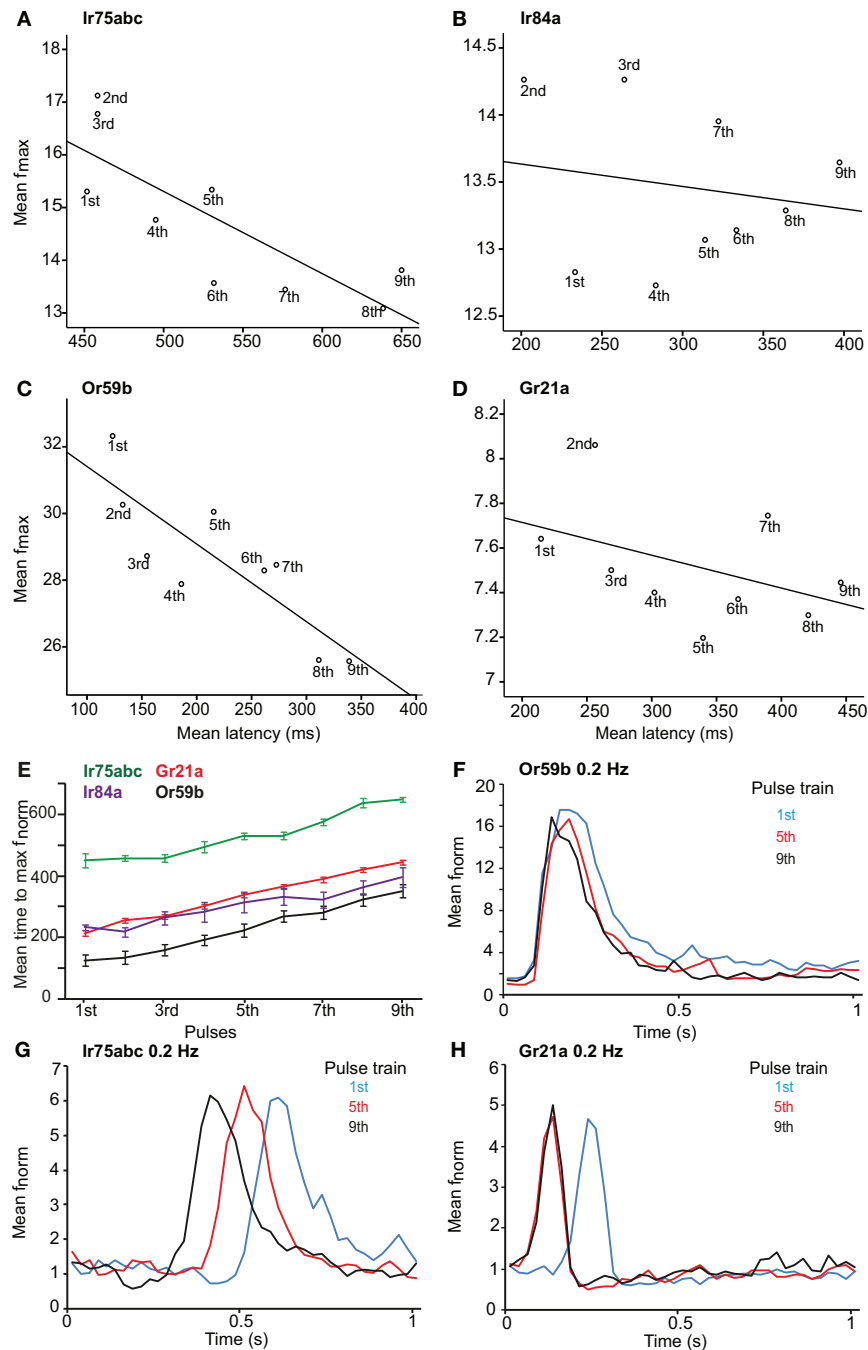 A Ir75abc
Mean fmax
18
17
16
15
14
13
2nd
3rd
1st
5th
4th
6th
7th
8th
9th
450 500 550 600 650
B Ir84a
14.5
14
13.5
13
12.5
2nd
3rd
7th
9th
8th
6th
5th
1st
4th
200 250 300 350 400
C Or59b
Mean fmax
32
30
28
26
1st
2nd
5th
3rd
6th
7th
4th
8th
9th
100 150 200 250 300 350 400
Mean latency (ms)
D Gr21a
8.2
8
7.8
7.6
7.4
7.2
7
2nd
7th
1st
3rd
9th
4th
6th
8th
5th
200 250 300 350 400 450
Mean latency (ms)
E Ir75abc Gr21a
Ir84a Or59b
Mean time to max fnorm
600
400
200
0
1st 3rd 5th 7th 9th
Pulses
F Or59b 0.2 Hz
Mean fnorm
20
16
12
8
4
0
Pulse train
1st
5th
9th
0 0.5 1
Time (s)
G Ir75abc 0.2 Hz
Mean fnorm
7
6
5
4
3
2
1
0
Pulse train
1st
5th
9th
0 0.5 1
Time (s)
H Gr21a 0.2 Hz
Mean fnorm
6
5
4
3
2
1
0
Pulse train
1st
5th
9th
0 0.5 1
Time (s)